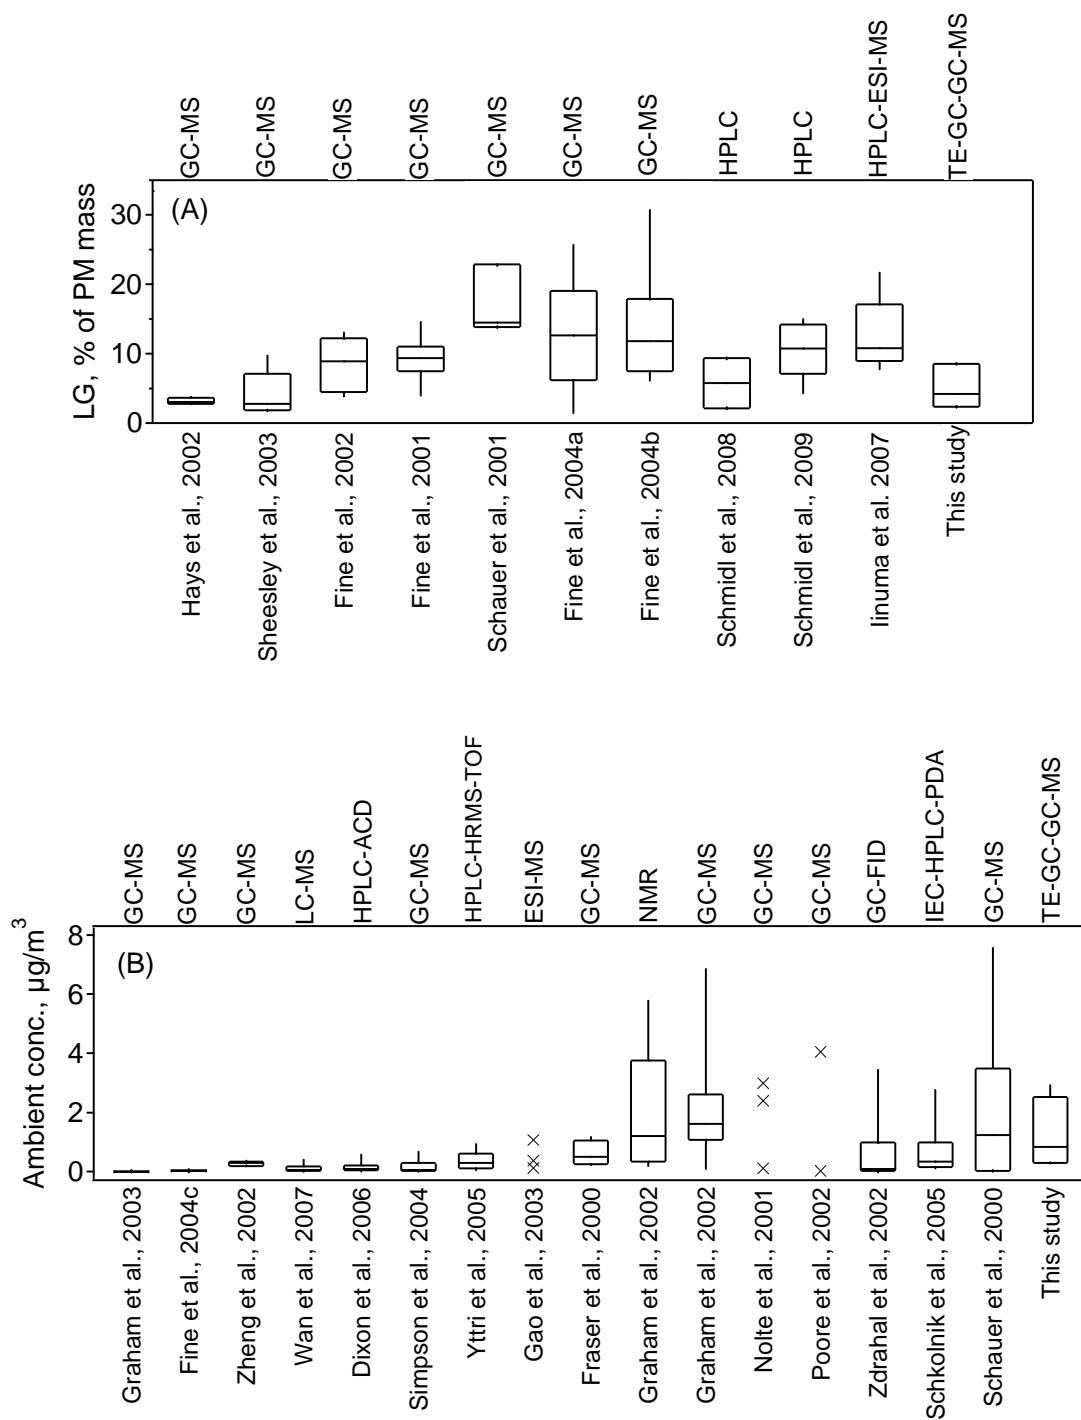 GC-MS
GC-MS
GC-MS
GC-MS
GC-MS
GC-MS
GC-MS
HPLC
HPLC
HPLC-ESI-MS
TE-GC-GC-MS
(A)
LG, % of PM mass
30
20
10
0
Hays et al., 2002
Sheesley et al., 2003
Fine et al., 2002
Fine et al., 2001
Schauer et al., 2001
Fine et al., 2004a
Fine et al., 2004b
Schmidl et al., 2008
Schmidl et al., 2009
Iinuma et al. 2007
This study
GC-MS
GC-MS
GC-MS
LC-MS
HPLC-ACD
GC-MS
HPLC-HRMS-TOF
ESI-MS
GC-MS
NMR
GC-MS
GC-MS
GC-MS
GC-FID
IEC-HPLC-PDA
GC-MS
TE-GC-GC-MS
(B)
Ambient conc., µg/m³
8
6
4
2
0
Graham et al., 2003
Fine et al., 2004c
Zheng et al., 2002
Wan et al., 2007
Dixon et al., 2006
Simpson et al., 2004
Yttri et al., 2005
Gao et al., 2003
Fraser et al., 2000
Graham et al., 2002
Graham et al., 2002
Nolte et al., 2001
Poore et al., 2002
Zdrahal et al., 2002
Schkolnik et al., 2005
Schauer et al., 2000
This study